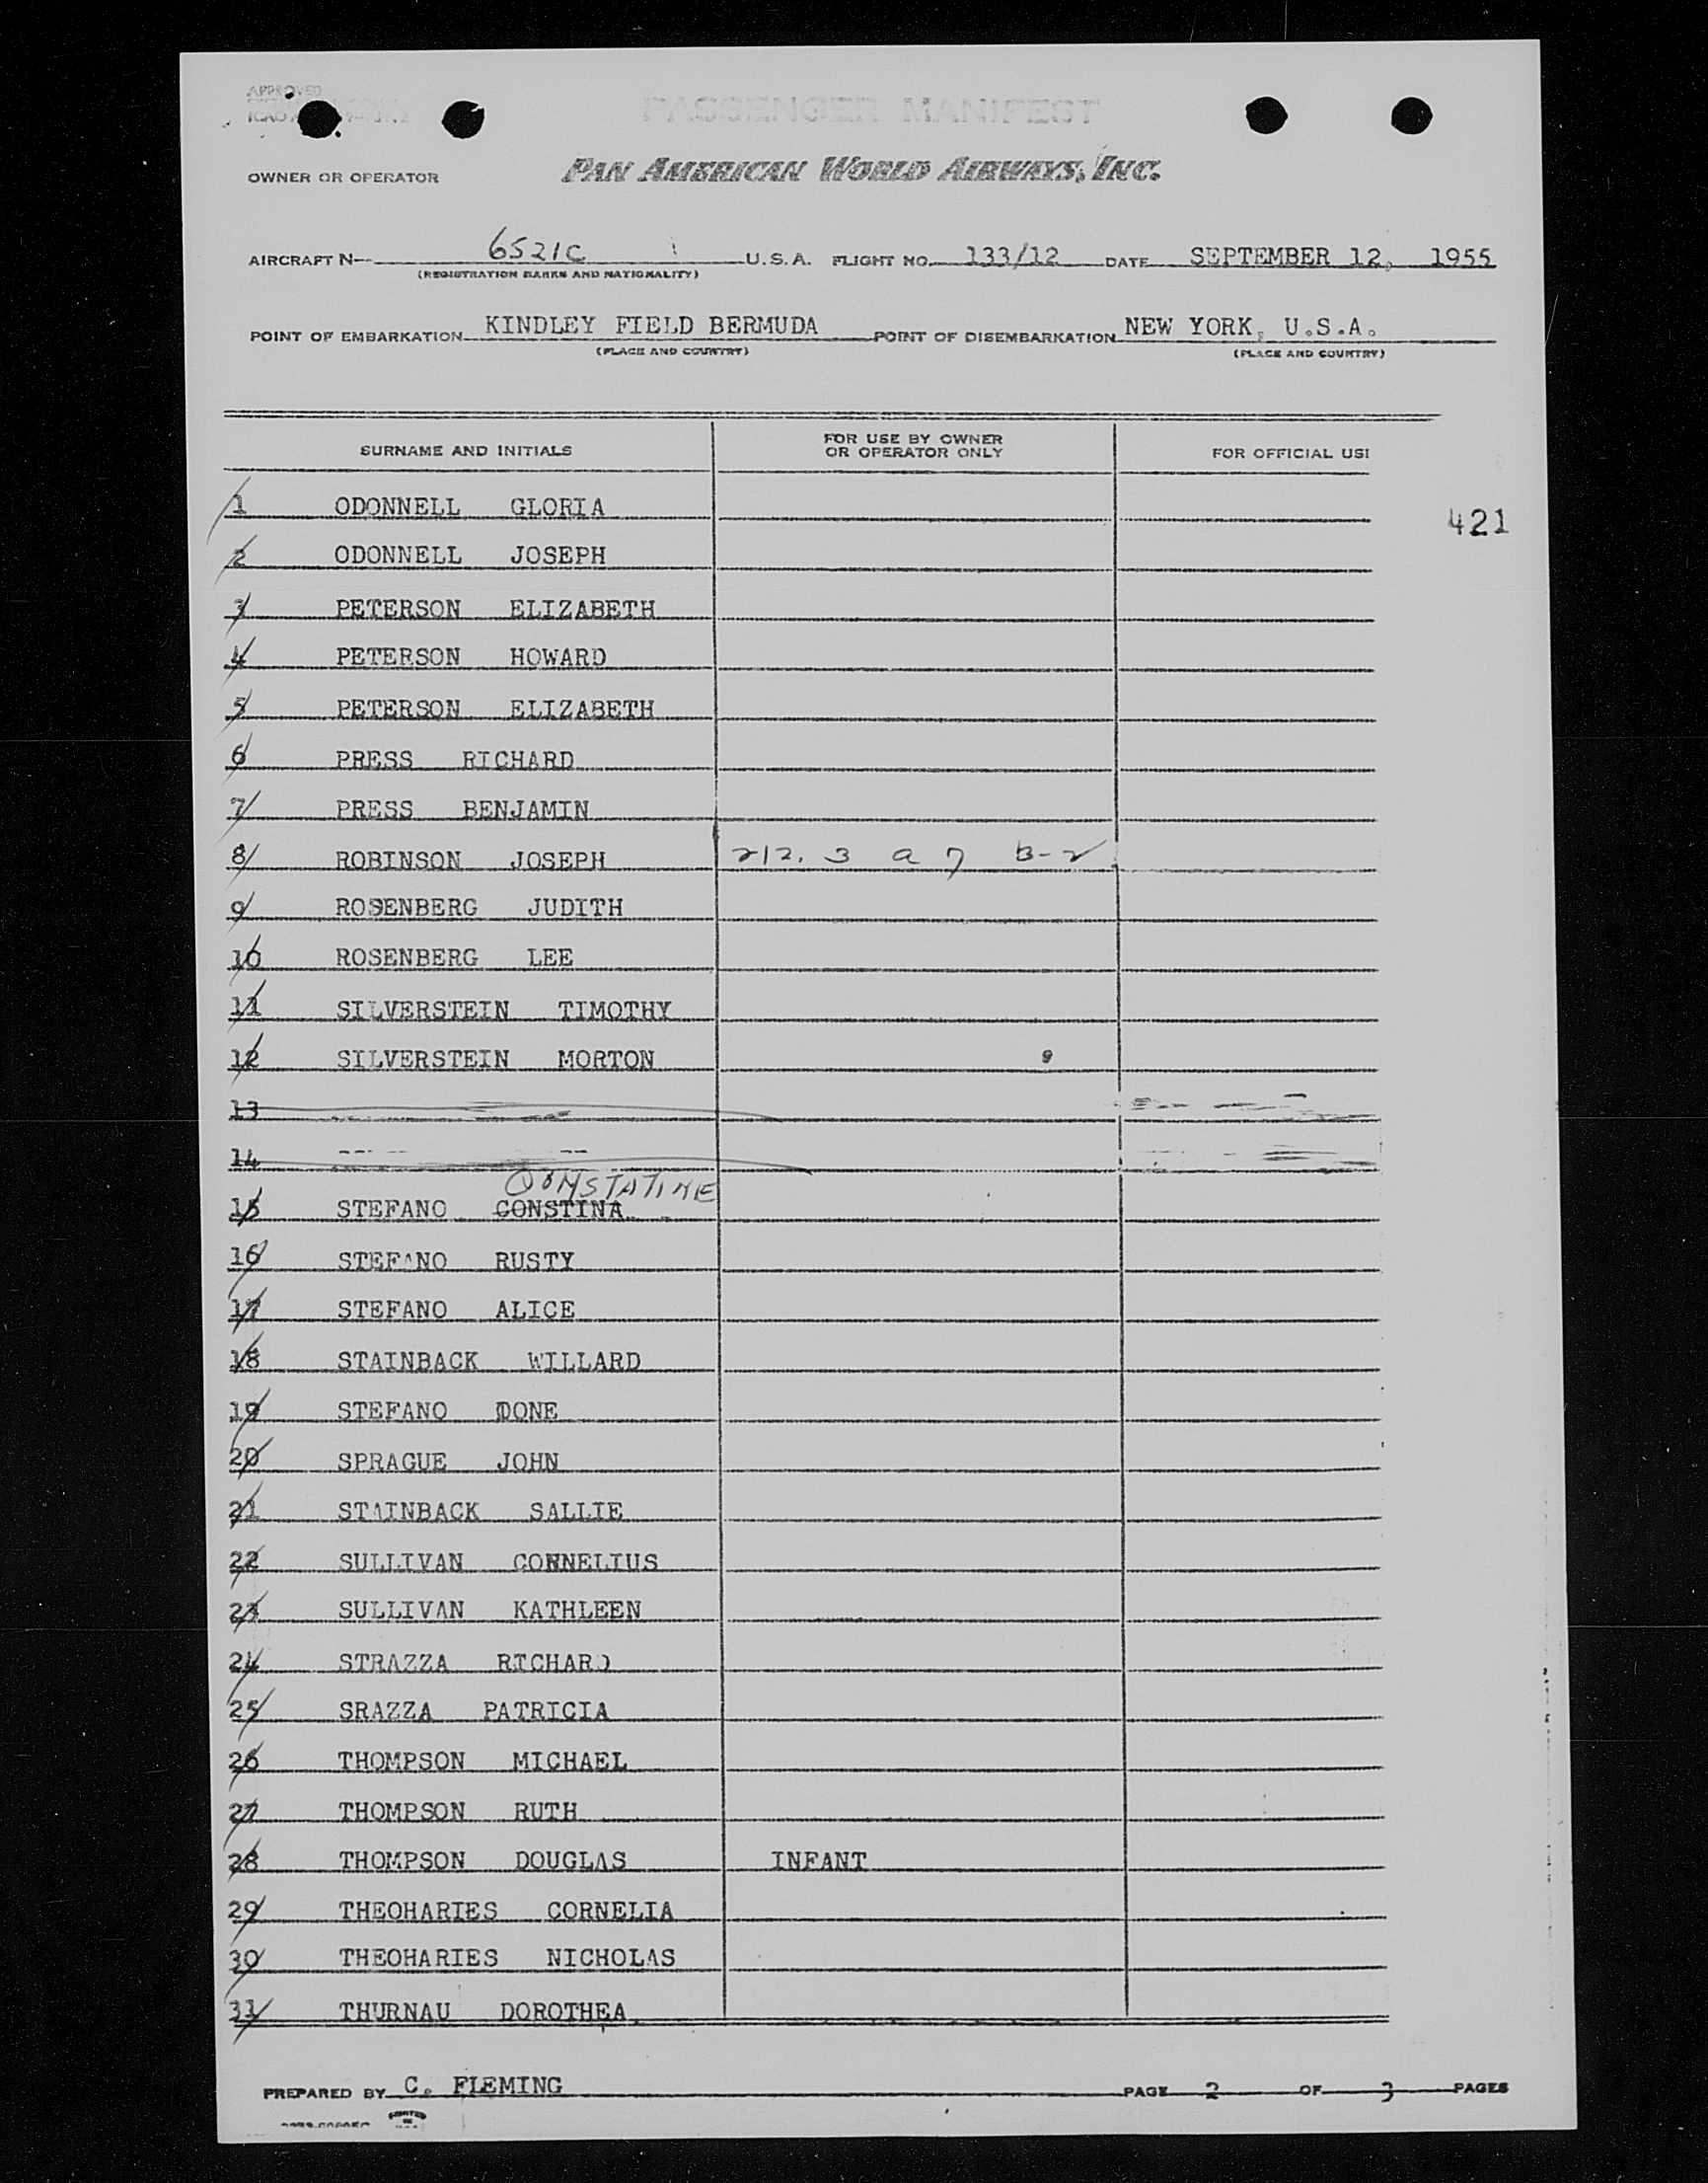 APPROVED
PASSENGER MANIFEST
OWNER OR OPERATOR PAN AMERICAN WORLD AIRWAYS, INC.
AIRCRAFT N- 6521C U.S.A. FLIGHT NO. 133/12 DATE SEPTEMBER 12, 1955
(REGISTRATION MARKS AND NATIONALITY)
POINT OF EMBARKATION KINDLEY FIELD BERMUDA POINT OF DISEMBARKATION NEW YORK, U.S.A.
(PLACE AND COUNTRY) (PLACE AND COUNTRY)
SURNAME AND INITIALS FOR USE BY OWNER OR OPERATOR ONLY FOR OFFICIAL USE
421
1 ODONNELL GLORIA
2 ODONNELL JOSEPH
3 PETERSON ELIZABETH
4 PETERSON HOWARD
5 PETERSON ELIZABETH
6 PRESS RICHARD
7 PRESS BENJAMIN
8 ROBINSON JOSEPH 212. 3 a 7 B-2
9 ROSENBERG JUDITH
10 ROSENBERG LEE
11 SILVERSTEIN TIMOTHY
12 SILVERSTEIN MORTON 9
13
14
CONSTATINE
15 STEFANO CONSTINA
16 STEFANO RUSTY
17 STEFANO ALICE
18 STAINBACK WILLARD
19 STEFANO DONE
20 SPRAGUE JOHN
21 STAINBACK SALLIE
22 SULLIVAN CORNELIUS
23 SULLIVAN KATHLEEN
24 STRAZZA RICHARD
25 SRAZZA PATRICIA
26 THOMPSON MICHAEL
27 THOMPSON RUTH
28 THOMPSON DOUGLAS INFANT
29 THEOHARIES CORNELIA
30 THEOHARIES NICHOLAS
31 THURNAU DOROTHEA
PREPARED BY C. FLEMING PAGE 2 OF 3 PAGES